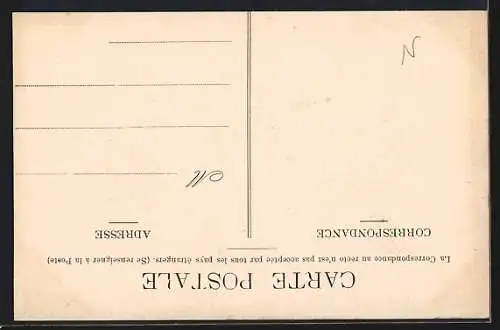 CARTE POSTALE
La Correspondance au recto n'est pas acceptée par tous les pays étrangers. (Se renseigner à la Poste)
CORRESPONDANCE
ADRESSE
M
N